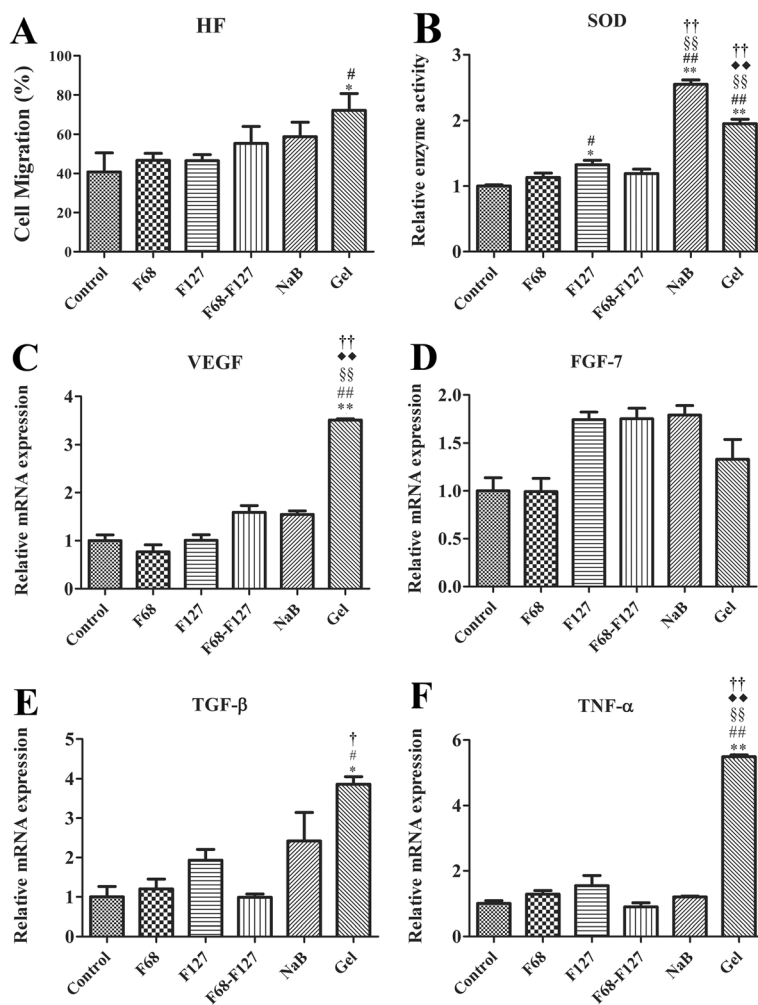 A
HF
Cell Migration (%)
100
80
60
40
20
0
#
*
Control
F68
F127
F68-F127
NaB
Gel
B
SOD
Relative enzyme activity
3
2
1
0
#
*
††
§§
##
**
††
◆◆
§§
##
**
Control
F68
F127
F68-F127
NaB
Gel
C
VEGF
Relative mRNA expression
4
3
2
1
0
††
◆◆
§§
##
**
Control
F68
F127
F68-F127
NaB
Gel
D
FGF-7
Relative mRNA expression
2.0
1.5
1.0
0.5
0.0
Control
F68
F127
F68-F127
NaB
Gel
E
TGF-β
Relative mRNA expression
5
4
3
2
1
0
†
#
*
Control
F68
F127
F68-F127
NaB
Gel
F
TNF-α
Relative mRNA expression
6
4
2
0
††
◆◆
§§
##
**
Control
F68
F127
F68-F127
NaB
Gel